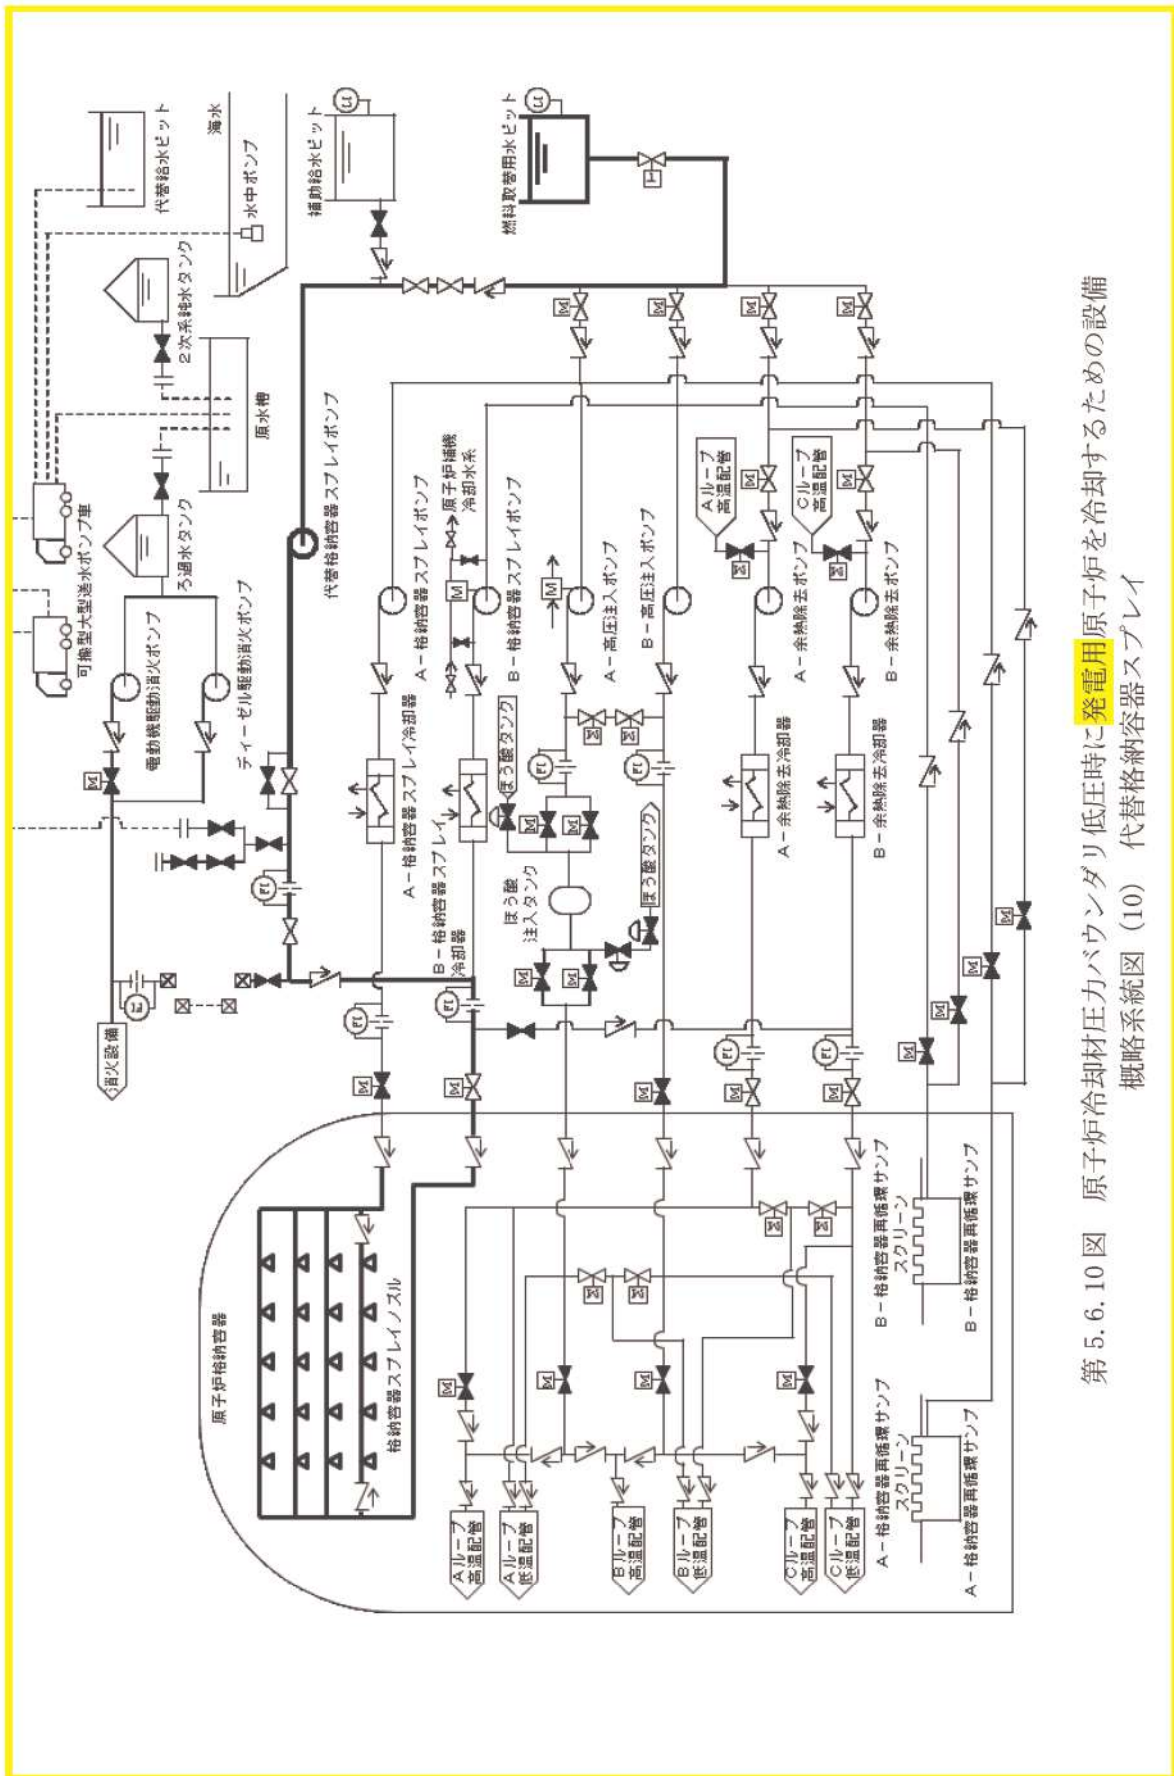 可搬型大型送水ポンプ車
代替給水ピット
海水
水中ポンプ
2次系純水タンク
原水槽
ろ過水タンク
電動機駆動消火ポンプ
ディーゼル駆動消火ポンプ
消火設備
補助給水ピット
燃料取替用水ピット
代替格納容器スプレイポンプ
原子炉格納容器
格納容器スプレイノズル
A-格納容器スプレイ冷却器
A-格納容器スプレイポンプ
原子炉補機
冷却水系
B-格納容器スプレイ
冷却器
B-格納容器スプレイポンプ
ほう酸タンク
ほう酸
注入タンク
ほう酸タンク
A-高圧注入ポンプ
B-高圧注入ポンプ
Aループ
高温配管
Cループ
高温配管
A-余熱除去冷却器
A-余熱除去ポンプ
B-余熱除去冷却器
B-余熱除去ポンプ
Aループ
高温配管
Aループ
低温配管
Bループ
高温配管
Bループ
低温配管
Cループ
高温配管
Cループ
低温配管
A-格納容器再循環サンプ
スクリーン
A-格納容器再循環サンプ
B-格納容器再循環サンプ
スクリーン
B-格納容器再循環サンプ
第5.6.10図 原子炉冷却材圧力バウンダリ低圧時に発電用原子炉を冷却するための設備
概略系統図 (10) 代替格納容器スプレイ